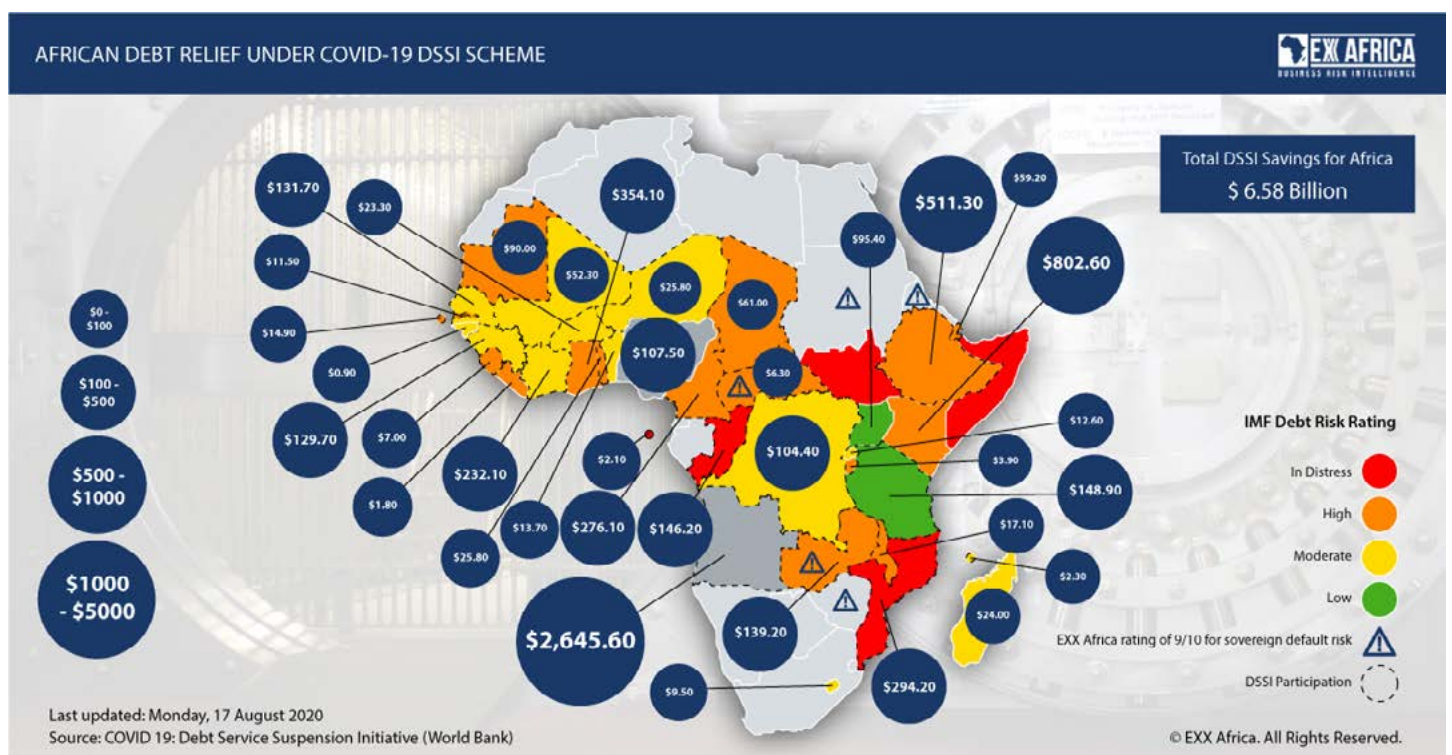 AFRICAN DEBT RELIEF UNDER COVID-19 DSSI SCHEME
EXX AFRICA
BUSINESS RISK INTELLIGENCE
Total DSSI Savings for Africa
$ 6.58 Billion
$131.70
$23.30
$354.10
$511.30
$59.20
$95.40
$802.60
$11.50
$90.00
$52.30
$25.80
$61.00
$14.90
$107.50
$0.90
$6.30
$129.70
$7.00
$1.80
$232.10
$25.80
$13.70
$2.10
$276.10
$146.20
$104.40
$12.60
$3.90
$148.90
$17.10
$2.30
$24.00
$2,645.60
$139.20
$9.50
$294.20
$0 -
$100
$100 -
$500
$500 -
$1000
$1000
- $5000
IMF Debt Risk Rating
In Distress
High
Moderate
Low
EXX Africa rating of 9/10 for sovereign default risk
DSSI Participation
Last updated: Monday, 17 August 2020
Source: COVID 19: Debt Service Suspension Initiative (World Bank)
© EXX Africa. All Rights Reserved.